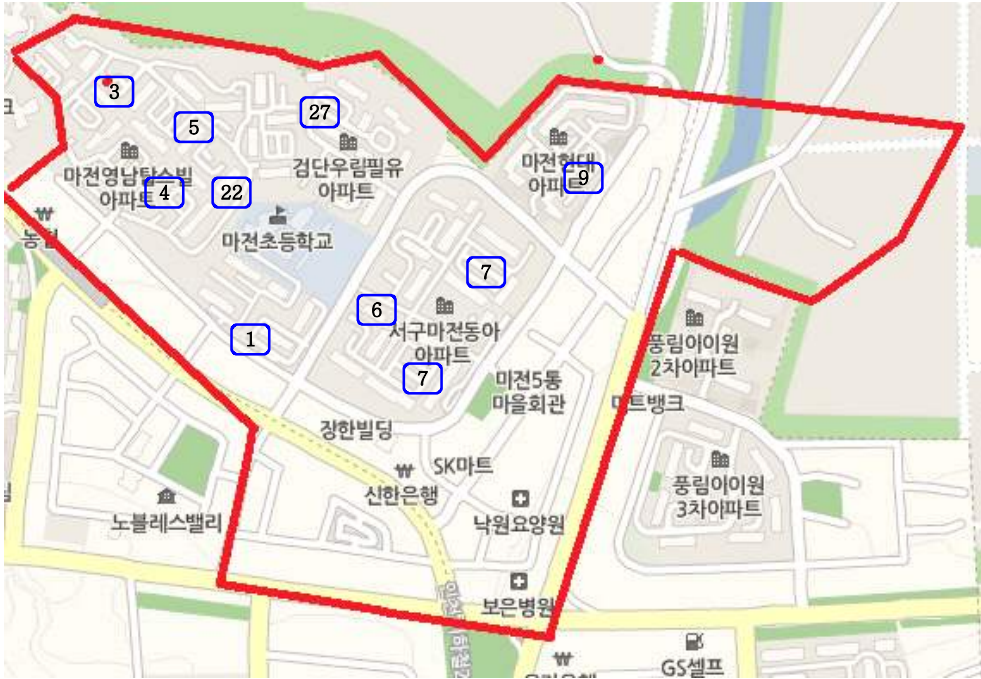 3
27
5
마전영남탑스빌
아파트
4
22
검단우림필유
아파트
마전현대
아파트
9
농협
마전초등학교
7
6
1
서구마전동아
아파트
7
풍림아이원
2차아파트
마전5통
마을회관
마트뱅크
장한빌딩
SK마트
신한은행
풍림아이원
3차아파트
노블레스밸리
낙원요양원
보은병원
GS셀프